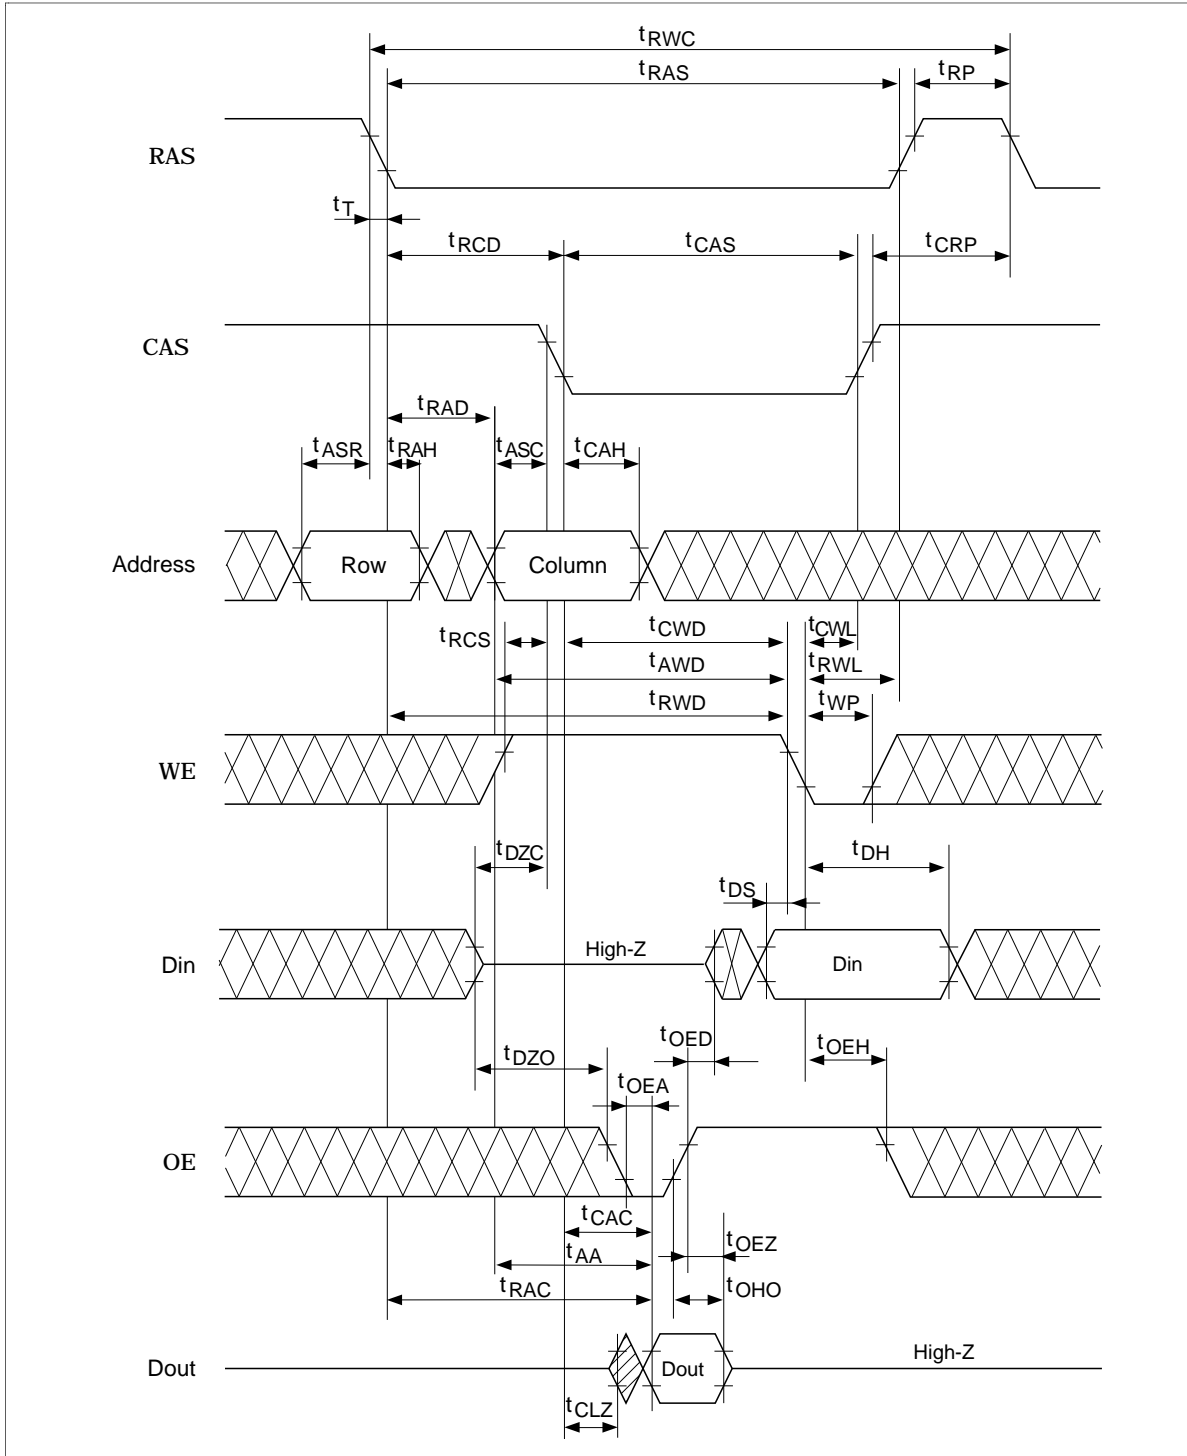 tRWC
tRAS
tRP
RAS
tT
tRCD
tCAS
tCRP
CAS
tRAD
tASR
tRAH
tASC
tCAH
Address
Row
Column
tRCS
tCWD
tCWL
tAWD
tRWL
tRWD
tWP
WE
tDZC
tDH
tDS
Din
High-Z
Din
tOED
tOEH
tDZO
tOEA
OE
tCAC
tOEZ
tAA
tRAC
tOHO
Dout
Dout
High-Z
tCLZ